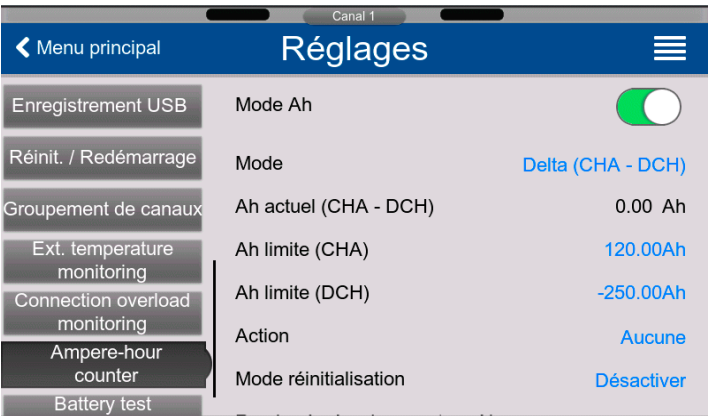 Canal 1
Menu principal
Réglages
Enregistrement USB
Réinit. / Redémarrage
Groupement de canaux
Ext. temperature
monitoring
Connection overload
monitoring
Ampere-hour
counter
Battery test
Mode Ah
Mode Delta (CHA - DCH)
Ah actuel (CHA - DCH) 0.00 Ah
Ah limite (CHA) 120.00Ah
Ah limite (DCH) -250.00Ah
Action Aucune
Mode réinitialisation Désactiver